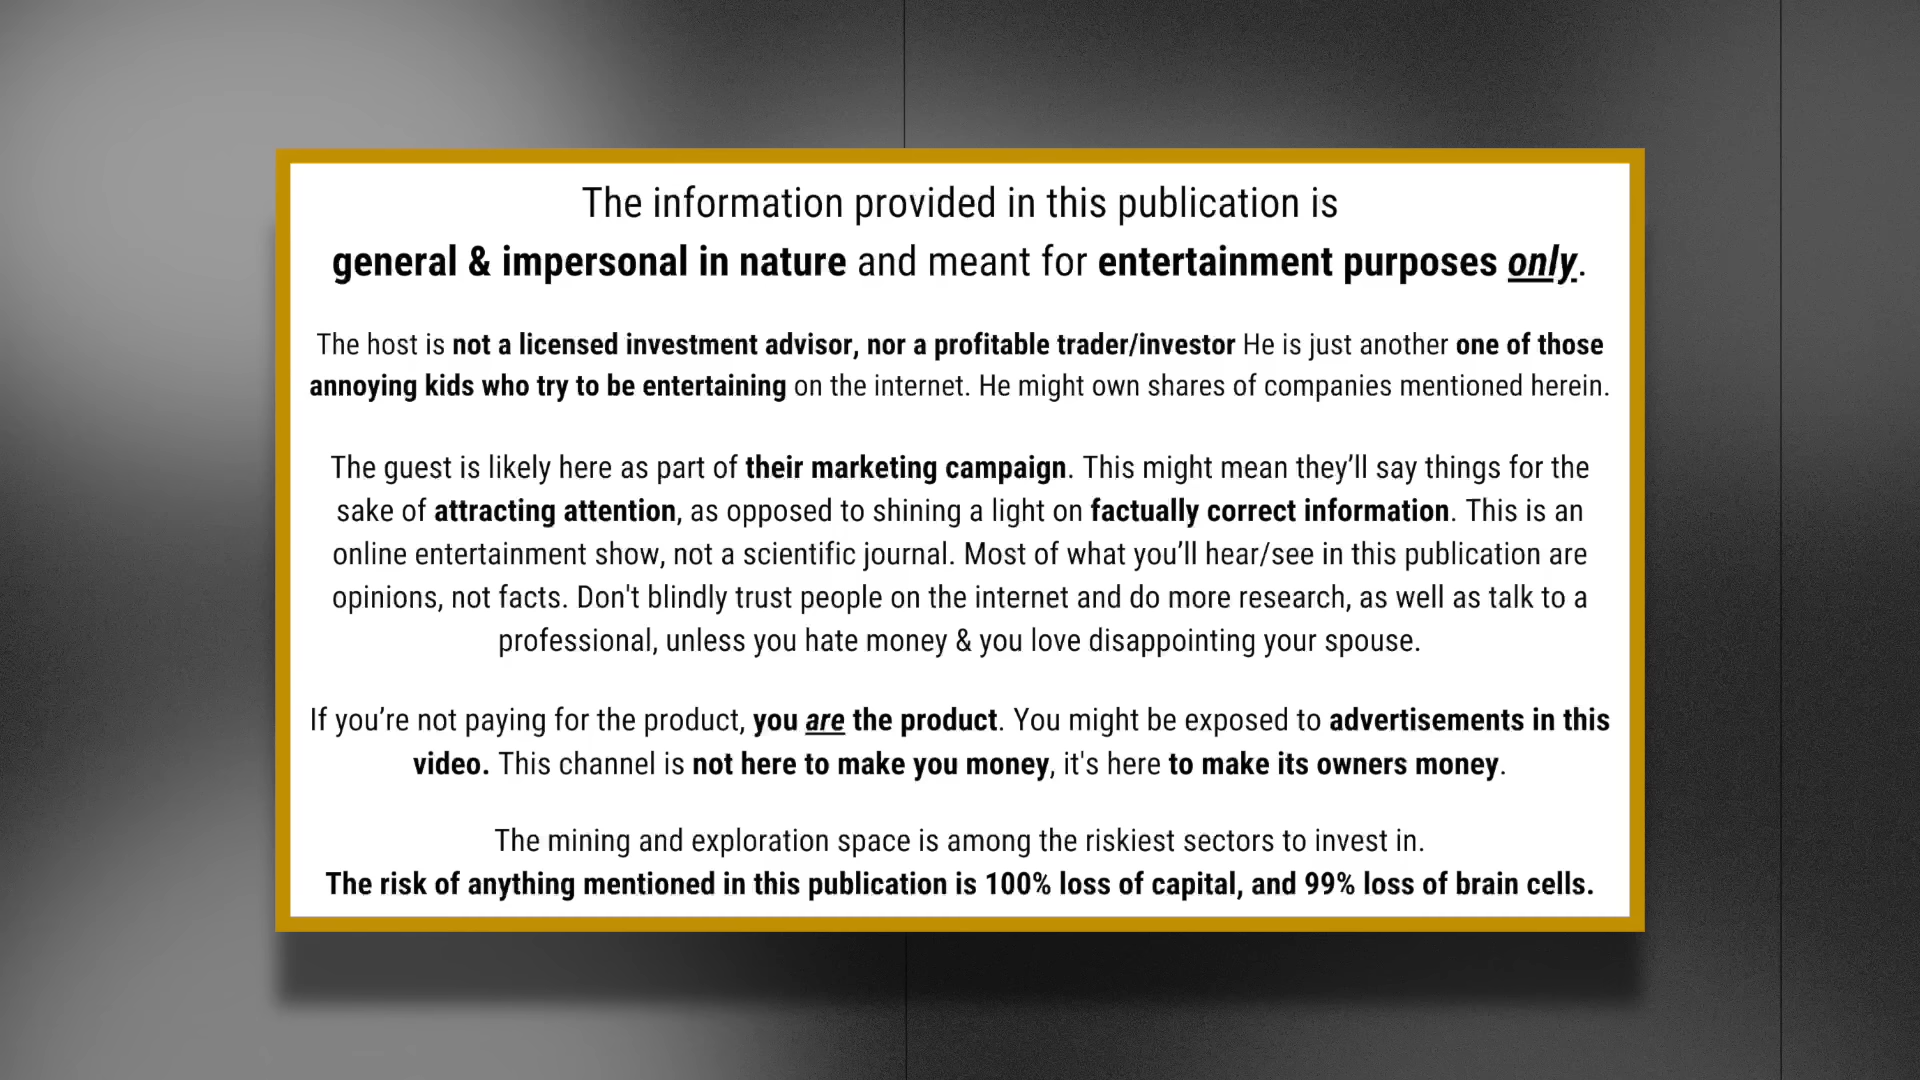 The information provided in this publication is
general & impersonal in nature and meant for entertainment purposes only.
The host is not a licensed investment advisor, nor a profitable trader/investor He is just another one of those
annoying kids who try to be entertaining on the internet. He might own shares of companies mentioned herein.
The guest is likely here as part of their marketing campaign. This might mean they’ll say things for the
sake of attracting attention, as opposed to shining a light on factually correct information. This is an
online entertainment show, not a scientific journal. Most of what you’ll hear/see in this publication are
opinions, not facts. Don't blindly trust people on the internet and do more research, as well as talk to a
professional, unless you hate money & you love disappointing your spouse.
If you’re not paying for the product, you are the product. You might be exposed to advertisements in this
video. This channel is not here to make you money, it's here to make its owners money.
The mining and exploration space is among the riskiest sectors to invest in.
The risk of anything mentioned in this publication is 100% loss of capital, and 99% loss of brain cells.